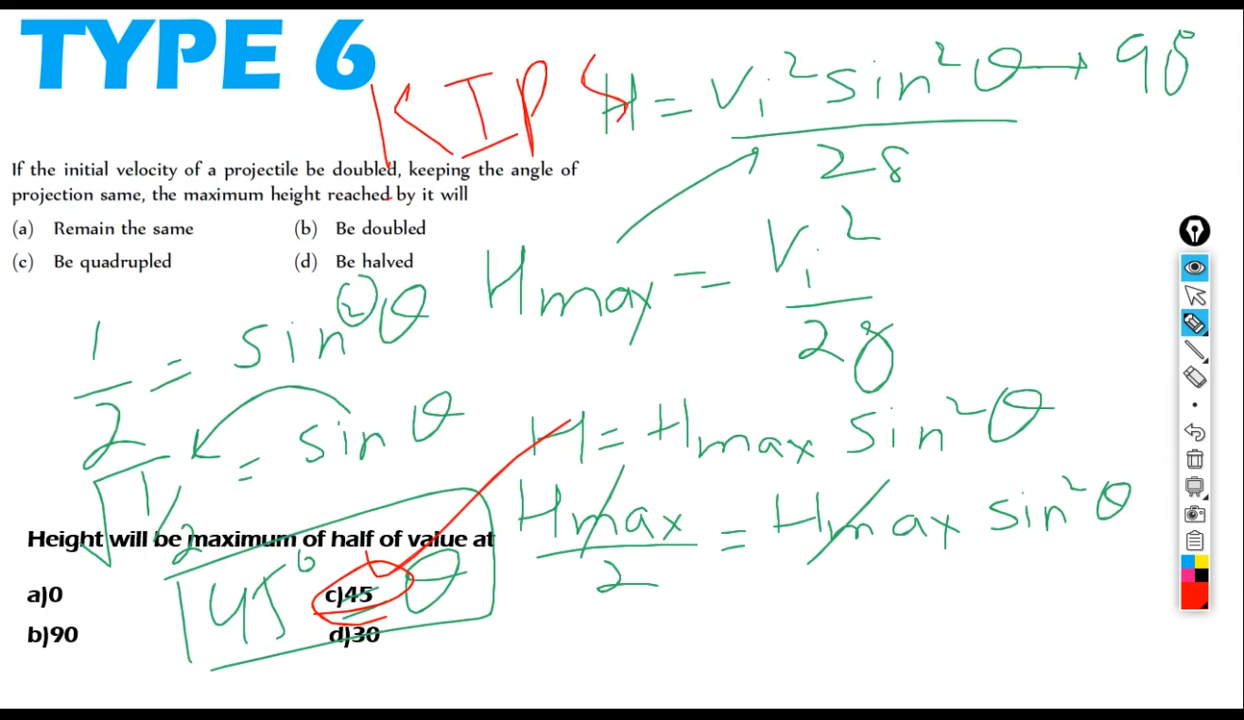 TYPE 6
KIPS
H = Vi² sin²θ → 90°
2g
If the initial velocity of a projectile be doubled, keeping the angle of
projection same, the maximum height reached by it will
(a) Remain the same (b) Be doubled
(c) Be quadrupled (d) Be halved
Hmax = Vi²
2g
1/2 = sin²θ
√1/2 = sin θ
H = Hmax sin²θ
Hmax/2 = Hmax sin²θ
Height will be maximum of half of value at
45° = θ
a)0 c)45
b)90 d)30